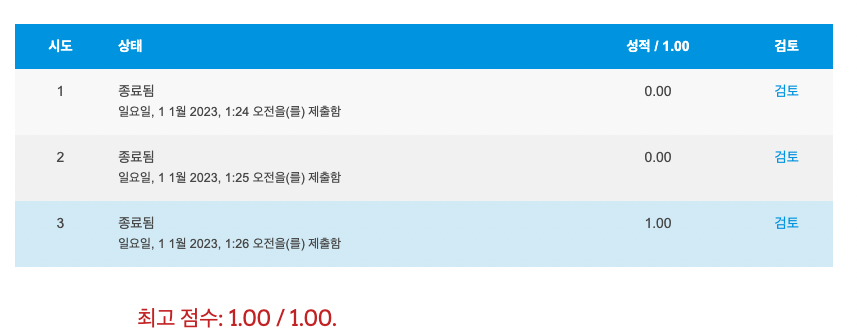 시도 상태 성적 / 1.00 검토
1 종료됨 0.00 검토
일요일, 1 1월 2023, 1:24 오전을(를) 제출함
2 종료됨 0.00 검토
일요일, 1 1월 2023, 1:25 오전을(를) 제출함
3 종료됨 1.00 검토
일요일, 1 1월 2023, 1:26 오전을(를) 제출함
최고 점수: 1.00 / 1.00.